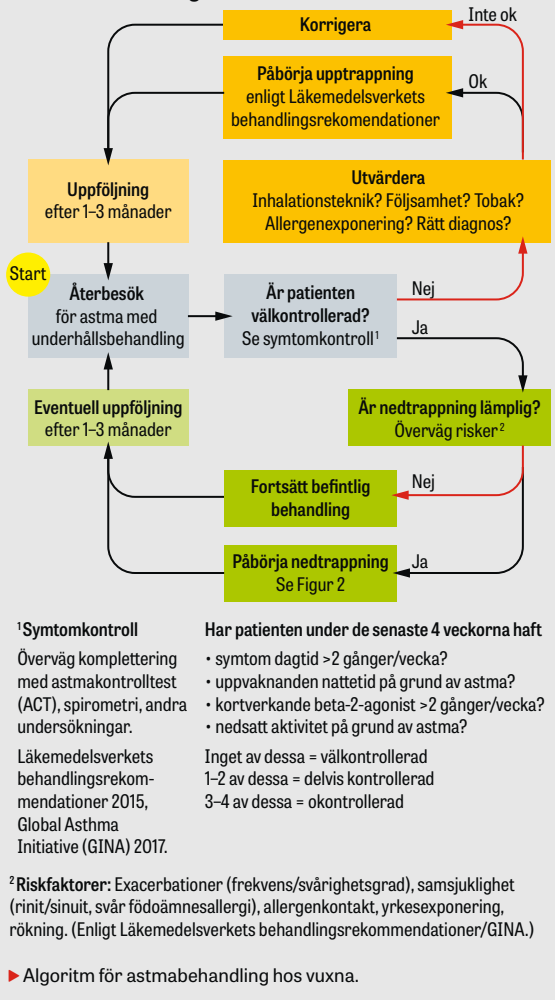 Korrigera
Inte ok
Påbörja upptrappning
enligt Läkemedelsverkets
behandlingsrekomendationer
Ok
Uppföljning
efter 1–3 månader
Utvärdera
Inhalationsteknik? Följsamhet? Tobak?
Allergenexponering? Rätt diagnos?
Start
Återbesök
för astma med
underhållsbehandling
Är patienten
välkontrollerad?
Se symtomkontroll¹
Nej
Ja
Eventuell uppföljning
efter 1–3 månader
Är nedtrappning lämplig?
Överväg risker²
Fortsätt befintlig
behandling
Nej
Påbörja nedtrappning
Se Figur 2
Ja
¹Symtomkontroll
Överväg komplettering
med astmakontrolltest
(ACT), spirometri, andra
undersökningar.
Läkemedelsverkets
behandlingsrekom-
mendationer 2015,
Global Asthma
Initiative (GINA) 2017.
Har patienten under de senaste 4 veckorna haft
• symtom dagtid >2 gånger/vecka?
• uppvaknanden nattetid på grund av astma?
• kortverkande beta-2-agonist >2 gånger/vecka?
• nedsatt aktivitet på grund av astma?
Inget av dessa = välkontrollerad
1–2 av dessa = delvis kontrollerad
3–4 av dessa = okontrollerad
²Riskfaktorer: Exacerbationer (frekvens/svårighetsgrad), samsjuklighet
(rinit/sinuit, svår födoämnesallergi), allergenkontakt, yrkesexponering,
rökning. (Enligt Läkemedelsverkets behandlingsrekommendationer/GINA.)
Algoritm för astmabehandling hos vuxna.